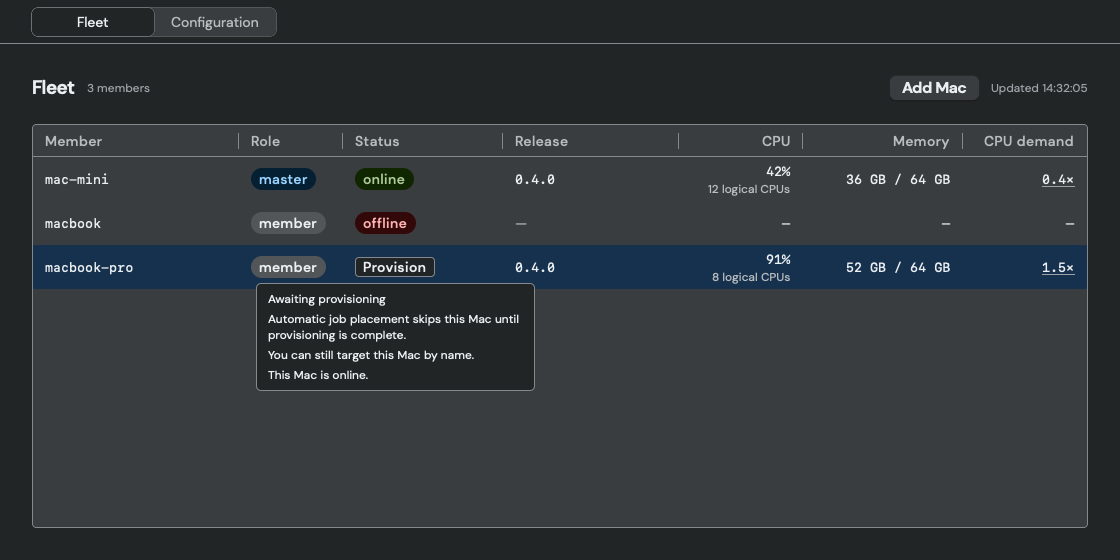 Fleet Configuration
Fleet 3 members Add Mac Updated 14:32:05
Member Role Status Release CPU Memory CPU demand
mac-mini master online 0.4.0 42% 36 GB / 64 GB 0.4×
12 logical CPUs
macbook member offline — — — —
macbook-pro member Provision 0.4.0 91% 52 GB / 64 GB 1.5×
8 logical CPUs
Awaiting provisioning
Automatic job placement skips this Mac until
provisioning is complete.
You can still target this Mac by name.
This Mac is online.